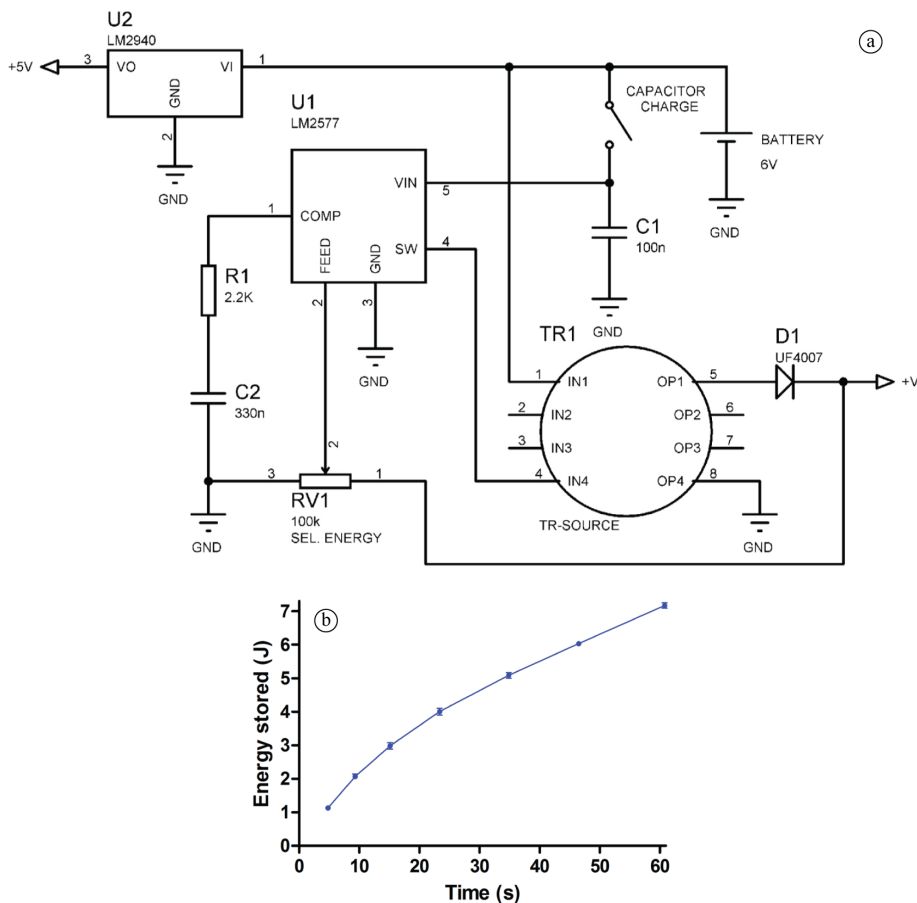 U2
LM2940
+5V
3
VO
VI
1
GND
2
GND
a
U1
LM2577
CAPACITOR
CHARGE
BATTERY
6V
GND
VIN
5
1
COMP
C1
100n
SW
4
FEED
GND
2
3
R1
2.2K
GND
GND
TR1
D1
UF4007
1
IN1
OP1
5
+V
C2
330n
2
IN2
OP2
6
3
IN3
OP3
7
2
3
1
4
IN4
OP4
8
RV1
100k
SEL. ENERGY
TR-SOURCE
GND
GND
b
Energy stored (J)
7
6
5
4
3
2
1
0
0 10 20 30 40 50 60
Time (s)